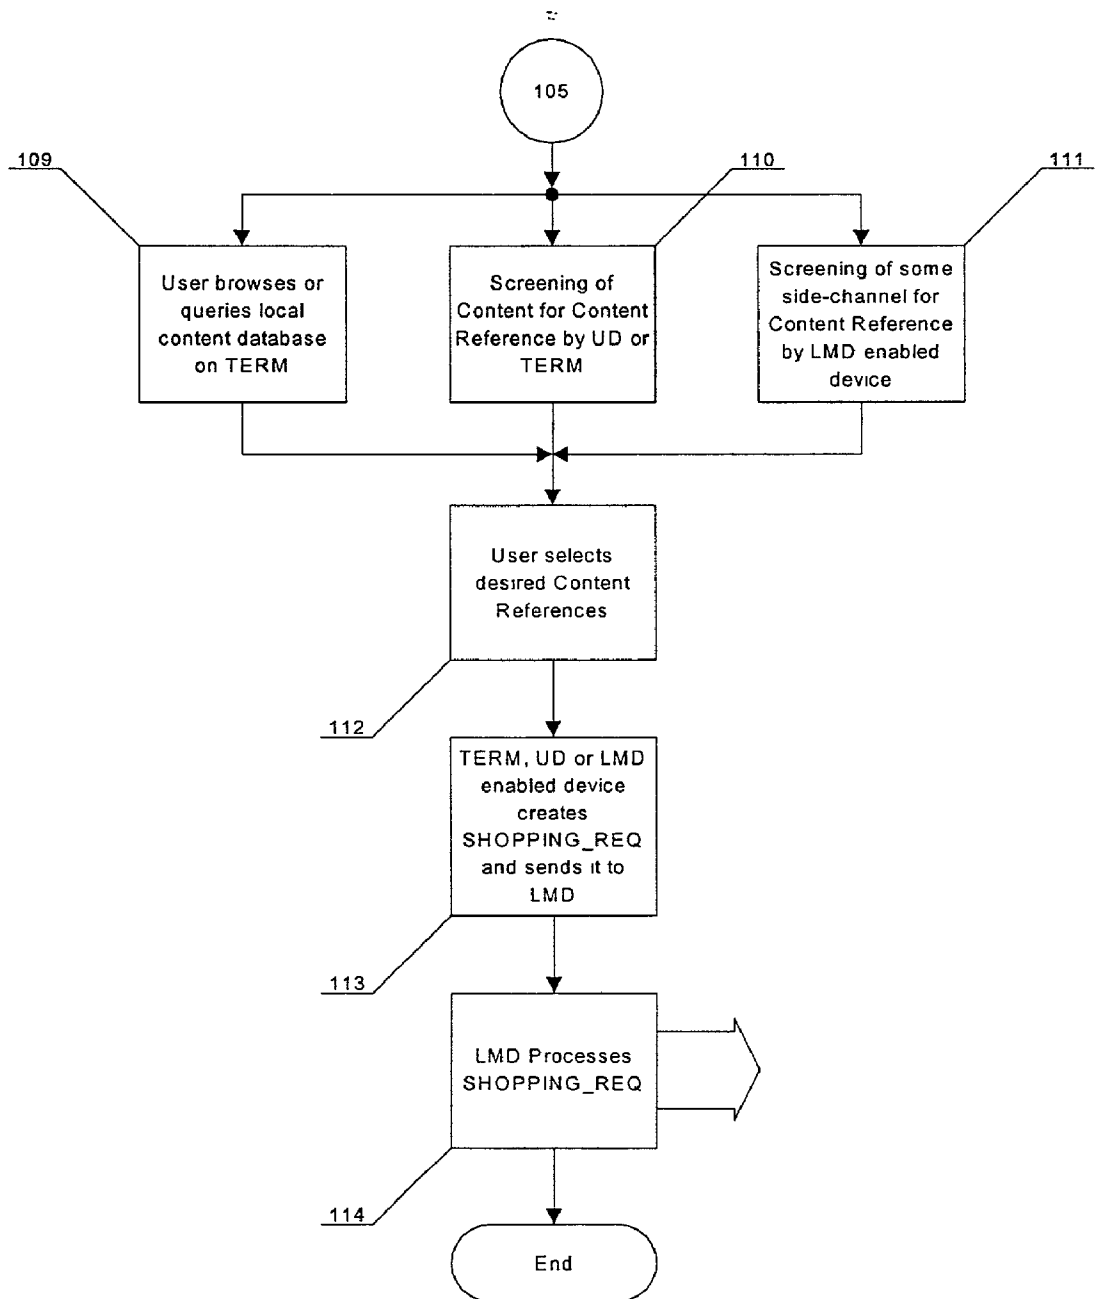 105
109
110
111
User browses or
queries local
content database
on TERM
Screening of
Content for Content
Reference by UD or
TERM
Screening of some
side-channel for
Content Reference
by LMD enabled
device
User selects
desired Content
References
112
TERM, UD or LMD
enabled device
creates
SHOPPING_REQ
and sends it to
LMD
113
LMD Processes
SHOPPING_REQ
114
End